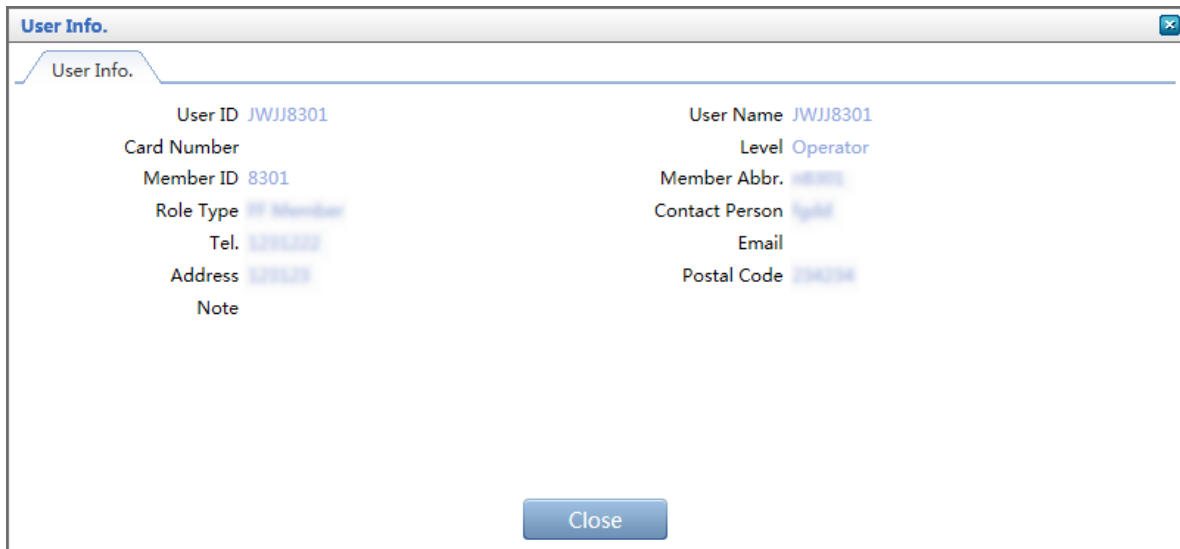 User Info.
User Info.
User ID JWJJ8301 User Name JWJJ8301
Card Number Level Operator
Member ID 8301 Member Abbr.
Role Type Contact Person
Tel. Email
Address Postal Code
Note
Close